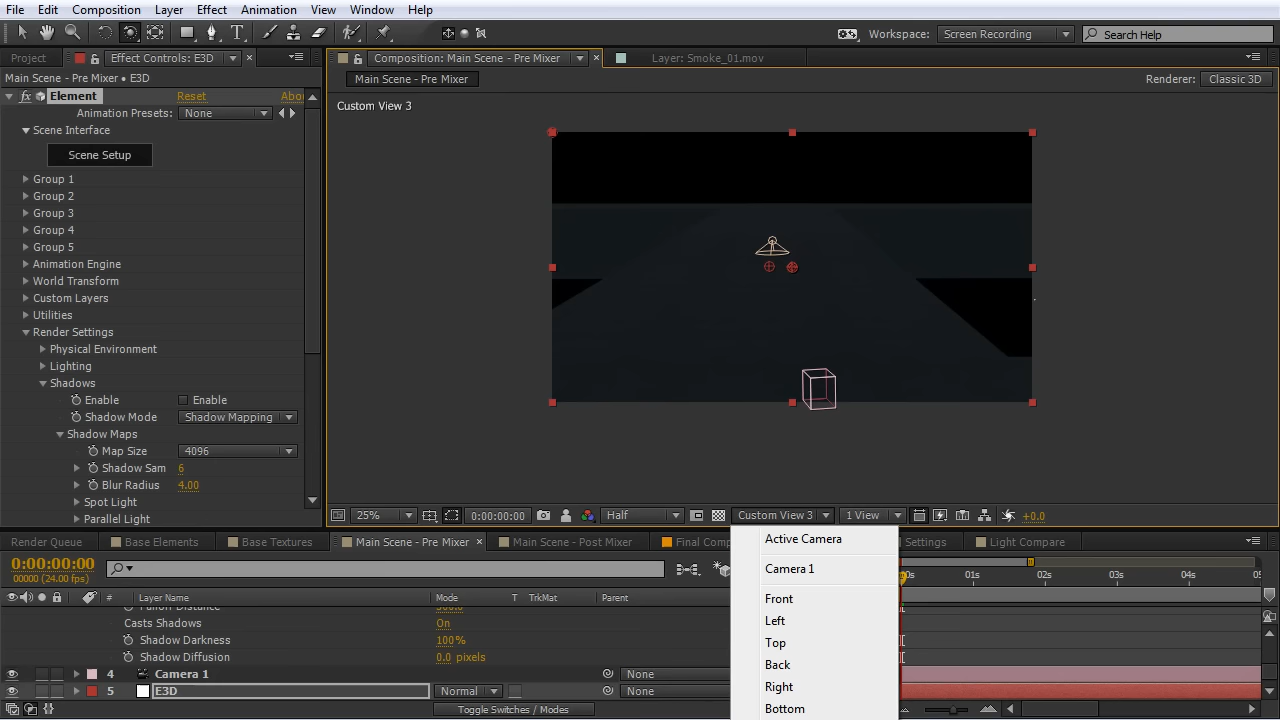 File Edit Composition Layer Effect Animation View Window Help
Workspace: Screen Recording Search Help
Project Effect Controls: E3D Composition: Main Scene - Pre Mixer Layer: Smoke_01.mov
Main Scene - Pre Mixer • E3D Main Scene - Pre Mixer Renderer: Classic 3D
Element Reset Abou
Custom View 3
Animation Presets: None
Scene Interface
Scene Setup
Group 1
Group 2
Group 3
Group 4
Group 5
Animation Engine
World Transform
Custom Layers
Utilities
Render Settings
Physical Environment
Lighting
Shadows
Enable Enable
Shadow Mode Shadow Mapping
Shadow Maps
Map Size 4096
Shadow Sam 6
Blur Radius 4.00
Spot Light
Parallel Light
25% 0:00:00:00 Half Custom View 3 1 View +0.0
Render Queue Base Elements Base Textures Main Scene - Pre Mixer Main Scene - Post Mixer Final Comp Settings Light Compare
0:00:00:00
00000 (24.00 fps)
00s 01s 02s 03s 04s 05
# Layer Name Mode T TrkMat Parent
Falloff Distance 500.0
Casts Shadows On
Shadow Darkness 100%
Shadow Diffusion 0.0 pixels
4 Camera 1 None
5 E3D Normal None
Toggle Switches / Modes
Active Camera
Camera 1
Front
Left
Top
Back
Right
Bottom